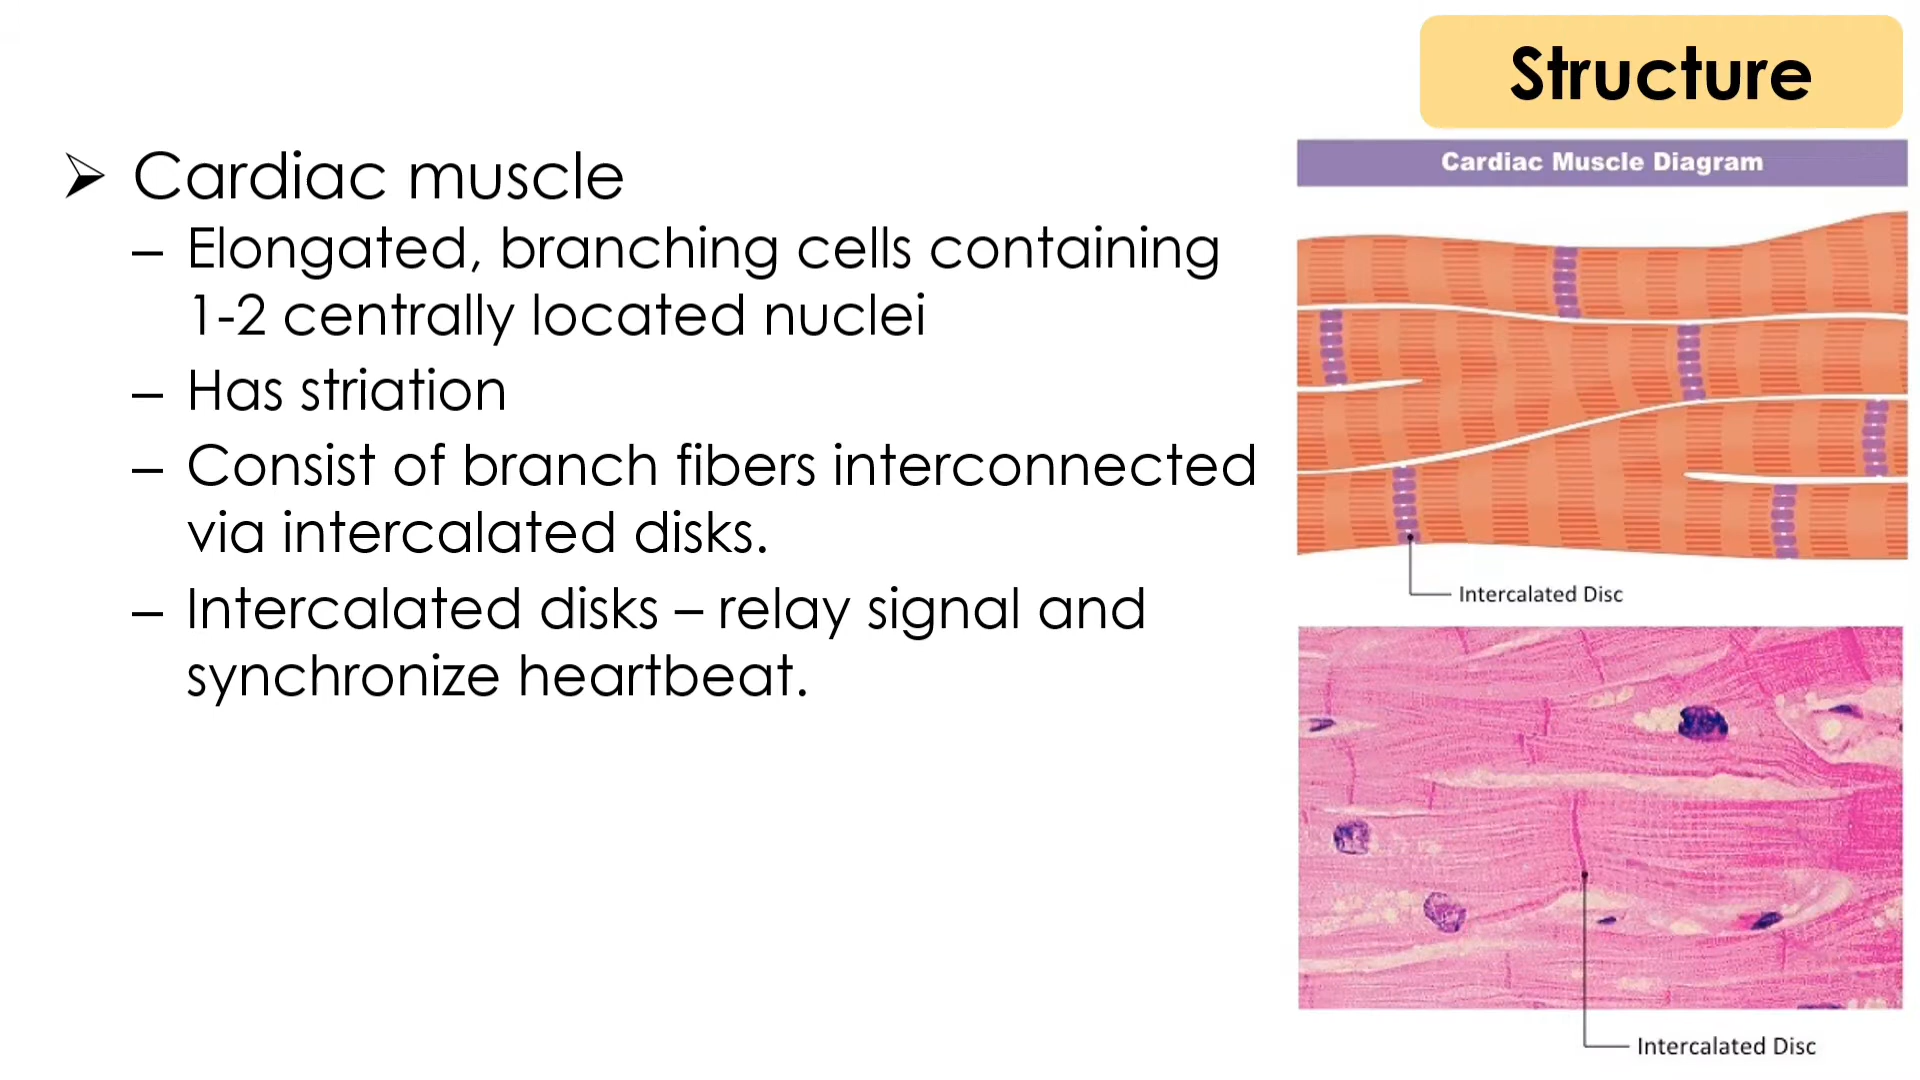 Structure
➢ Cardiac muscle
– Elongated, branching cells containing
1-2 centrally located nuclei
– Has striation
– Consist of branch fibers interconnected
via intercalated disks.
– Intercalated disks – relay signal and
synchronize heartbeat.
Cardiac Muscle Diagram
Intercalated Disc
Intercalated Disc